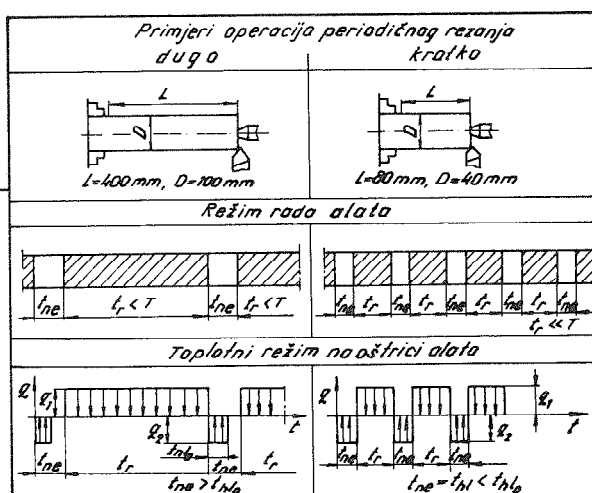 Primjeri operacija periodičnog rezanja
dugo kratko
L L
D D
L=400mm, D=100mm L=80mm, D=40mm
Režim rada alata
tne tr < T tne tr < T tne tr tne tr tne tr tne tr tne
tr << T
Toplotni režim na oštrici alata
Q q1 q2 t Q q1 q2 t
thlo
tne tr tne tr tne tr tne tr tne
tne > thlo tne = thl < thlo